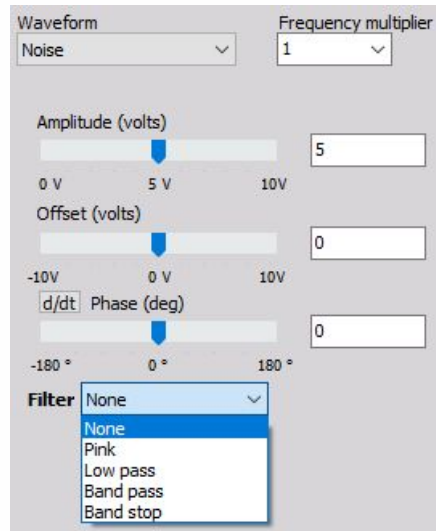 Waveform Frequency multiplier
Noise 1
Amplitude (volts)
5
0 V 5 V 10V
Offset (volts)
0
-10V 0 V 10V
d/dt Phase (deg)
0
-180 ° 0 ° 180 °
Filter None
None
Pink
Low pass
Band pass
Band stop